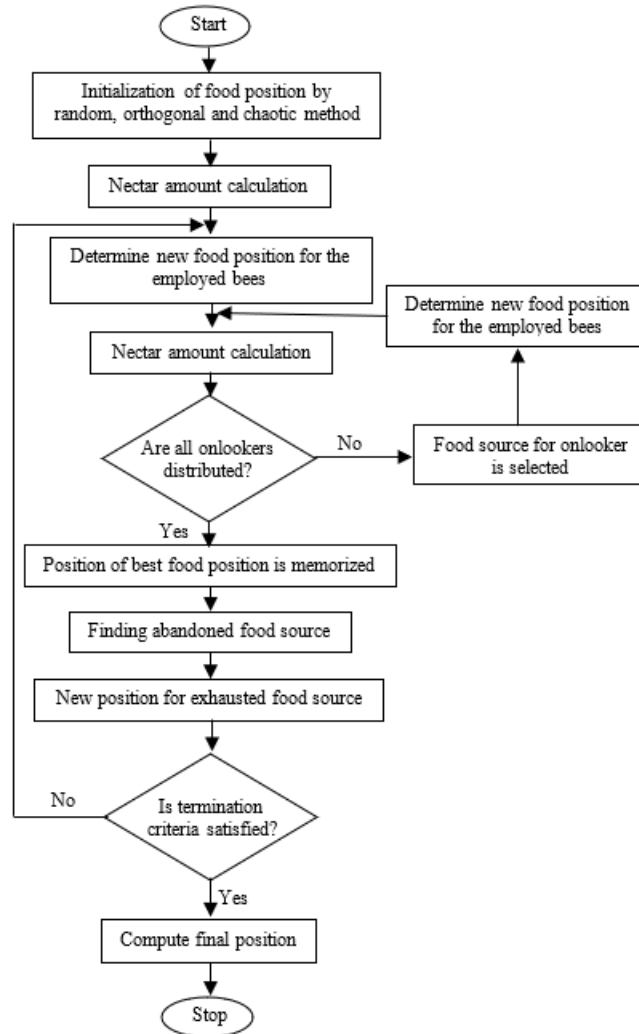 Start
Initialization of food position by
random, orthogonal and chaotic method
Nectar amount calculation
Determine new food position for the
employed bees
Determine new food position
for the employed bees
Nectar amount calculation
Are all onlookers
distributed?
No
Food source for onlooker
is selected
Yes
Position of best food position is memorized
Finding abandoned food source
New position for exhausted food source
No
Is termination
criteria satisfied?
Yes
Compute final position
Stop